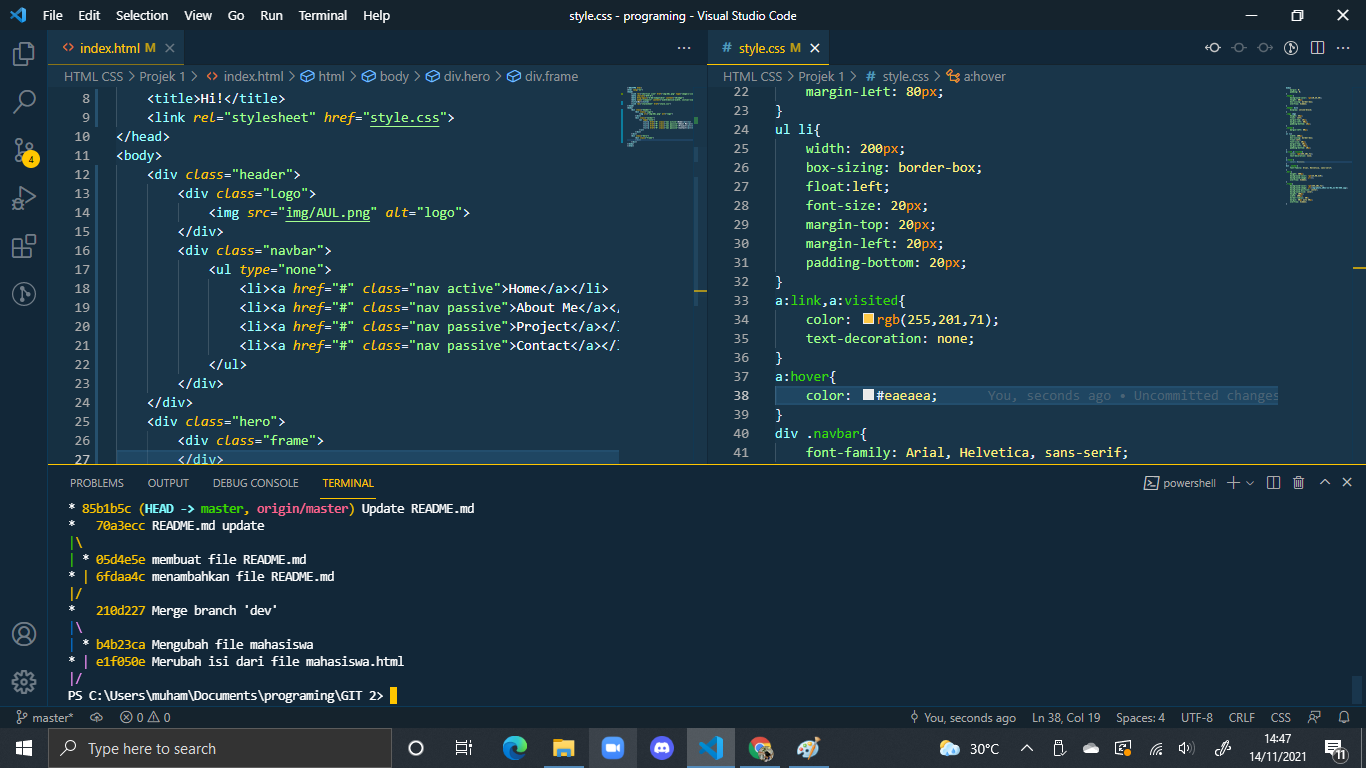 File Edit Selection View Go Run Terminal Help
style.css - programing - Visual Studio Code
index.html M
HTML CSS > Projek 1 > index.html > html > body > div.hero > div.frame
8 <title>Hi!</title>
9 <link rel="stylesheet" href="style.css">
10 </head>
11 <body>
12 <div class="header">
13 <div class="Logo">
14 <img src="img/AUL.png" alt="logo">
15 </div>
16 <div class="navbar">
17 <ul type="none">
18 <li><a href="#" class="nav active">Home</a></li>
19 <li><a href="#" class="nav passive">About Me</a></
20 <li><a href="#" class="nav passive">Project</a></l
21 <li><a href="#" class="nav passive">Contact</a></l
22 </ul>
23 </div>
24 </div>
25 <div class="hero">
26 <div class="frame">
27 </div>
# style.css M
HTML CSS > Projek 1 > # style.css > a:hover
22 margin-left: 80px;
23 }
24 ul li{
25 width: 200px;
26 box-sizing: border-box;
27 float:left;
28 font-size: 20px;
29 margin-top: 20px;
30 margin-left: 20px;
31 padding-bottom: 20px;
32 }
33 a:link,a:visited{
34 color: rgb(255,201,71);
35 text-decoration: none;
36 }
37 a:hover{
38 color: #eaeaea; You, seconds ago • Uncommitted changes
39 }
40 div .navbar{
41 font-family: Arial, Helvetica, sans-serif;
4
PROBLEMS OUTPUT DEBUG CONSOLE TERMINAL
powershell
* 85b1b5c (HEAD -> master, origin/master) Update README.md
* 70a3ecc README.md update
|\
| * 05d4e5e membuat file README.md
* | 6fdaa4c menambahkan file README.md
|/
* 210d227 Merge branch 'dev'
|\
| * b4b23ca Mengubah file mahasiswa
* | e1f050e Merubah isi dari file mahasiswa.html
|/
PS C:\Users\muham\Documents\programing\GIT 2>
master* 0 0
You, seconds ago Ln 38, Col 19 Spaces: 4 UTF-8 CRLF CSS
Type here to search
30°C
14:47
14/11/2021
11